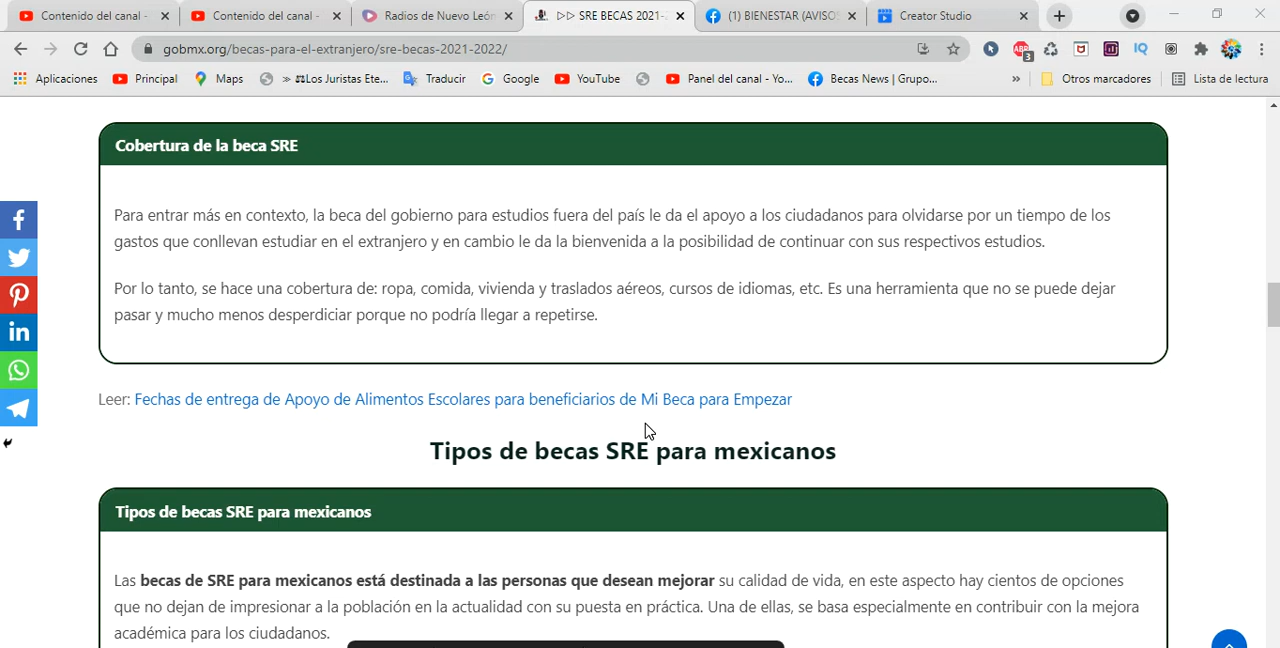 Contenido del canal -
Contenido del canal -
Radios de Nuevo León
▷▷ SRE BECAS 2021-
(1) BIENESTAR (AVISO
Creator Studio
gobmx.org/becas-para-el-extranjero/sre-becas-2021-2022/
3
Aplicaciones
Principal
Maps
» ⚖Los Juristas Ete...
Traducir
Google
YouTube
Panel del canal - Yo...
Becas News | Grupo...
»
Otros marcadores
Lista de lectura
Cobertura de la beca SRE
Para entrar más en contexto, la beca del gobierno para estudios fuera del país le da el apoyo a los ciudadanos para olvidarse por un tiempo de los
gastos que conllevan estudiar en el extranjero y en cambio le da la bienvenida a la posibilidad de continuar con sus respectivos estudios.
Por lo tanto, se hace una cobertura de: ropa, comida, vivienda y traslados aéreos, cursos de idiomas, etc. Es una herramienta que no se puede dejar
pasar y mucho menos desperdiciar porque no podría llegar a repetirse.
Leer: Fechas de entrega de Apoyo de Alimentos Escolares para beneficiarios de Mi Beca para Empezar
Tipos de becas SRE para mexicanos
Tipos de becas SRE para mexicanos
Las becas de SRE para mexicanos está destinada a las personas que desean mejorar su calidad de vida, en este aspecto hay cientos de opciones
que no dejan de impresionar a la población en la actualidad con su puesta en práctica. Una de ellas, se basa especialmente en contribuir con la mejora
académica para los ciudadanos.